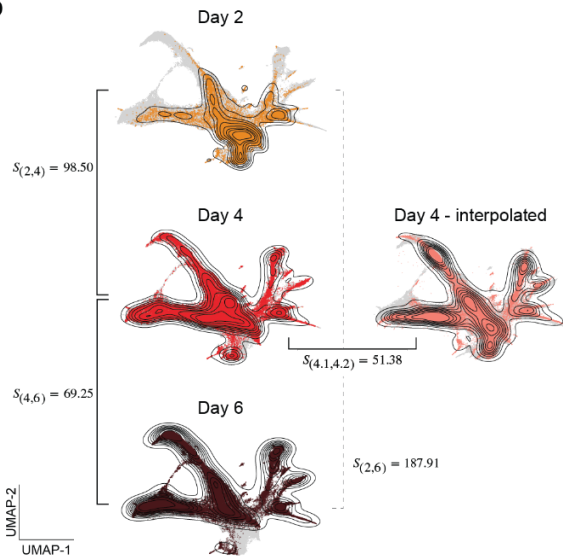 Day 2
S(2,4) = 98.50
Day 4
Day 4 - interpolated
S(4.1,4.2) = 51.38
S(4,6) = 69.25
Day 6
S(2,6) = 187.91
UMAP-2
UMAP-1